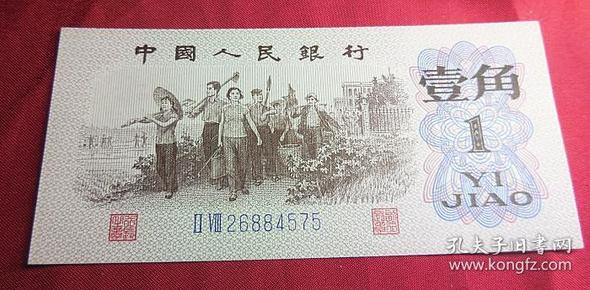 中國人民銀行
壹角
1
YI
JIAO
II VIII 26884575
孔夫子旧书网
www.kongfz.com